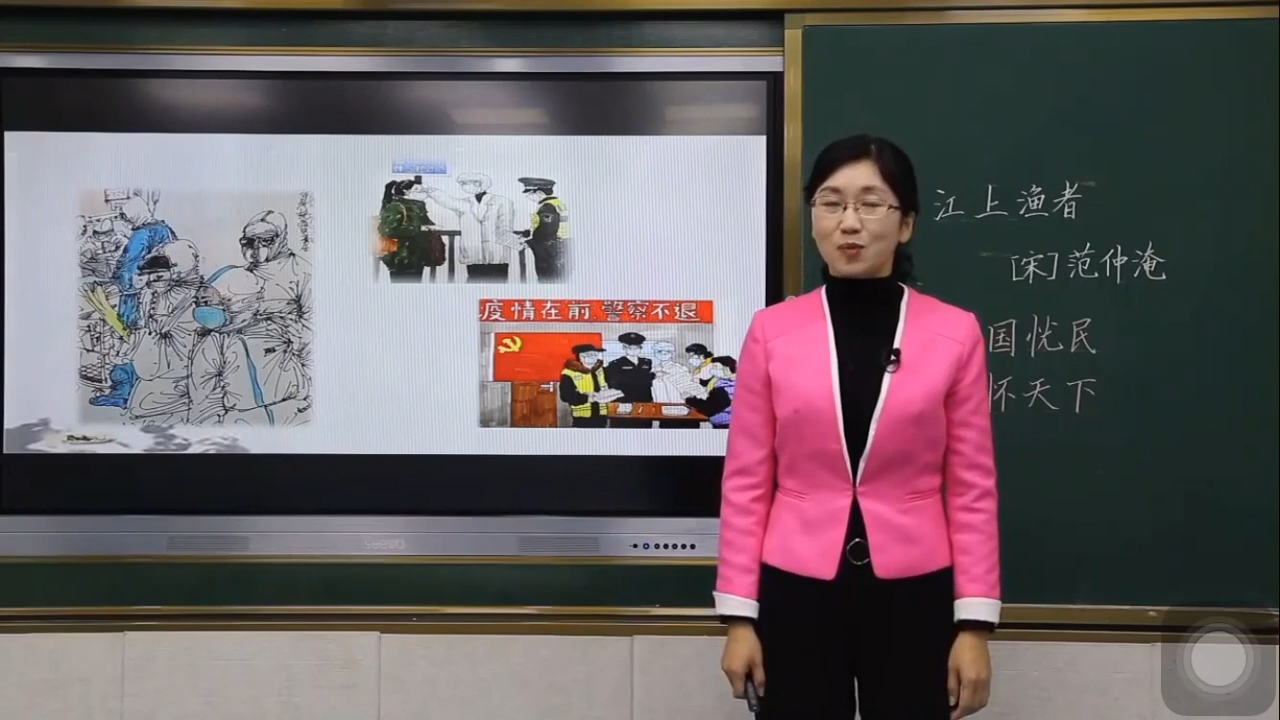 疫情在前,警察不退
江上渔者
[宋]范仲淹
国忧民
怀天下